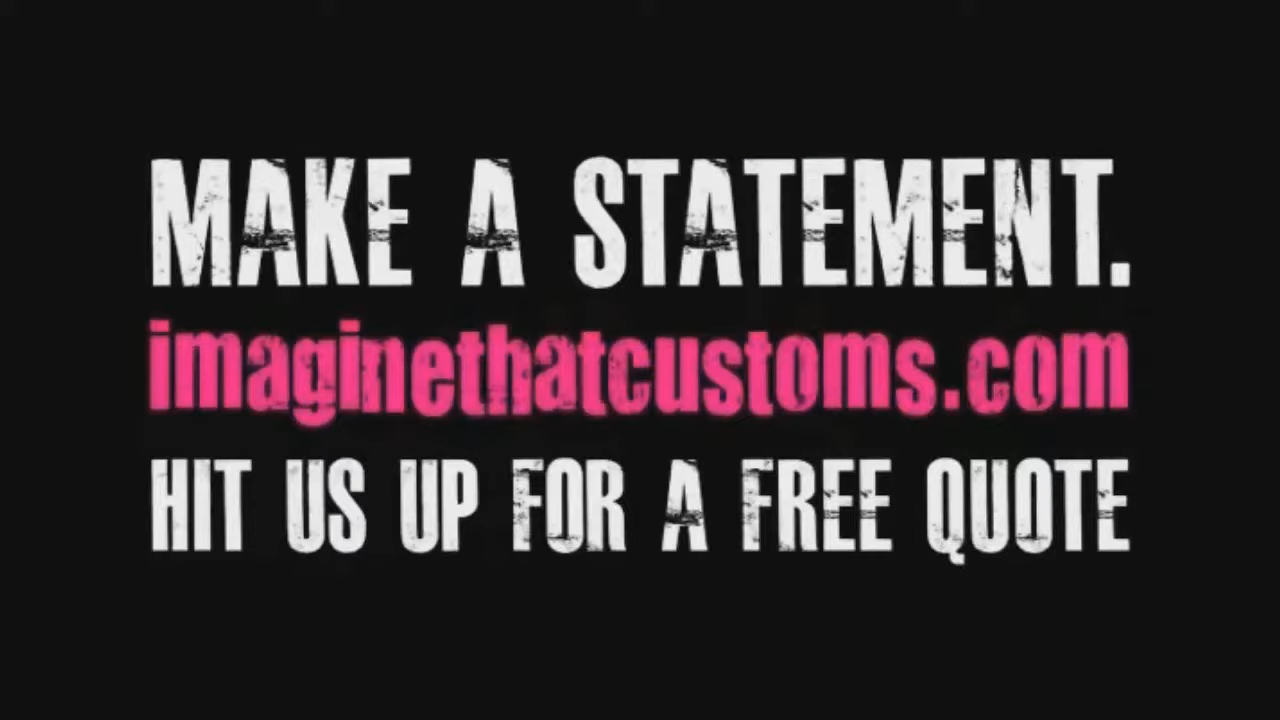 MAKE A STATEMENT.
imaginethatcustoms.com
HIT US UP FOR A FREE QUOTE